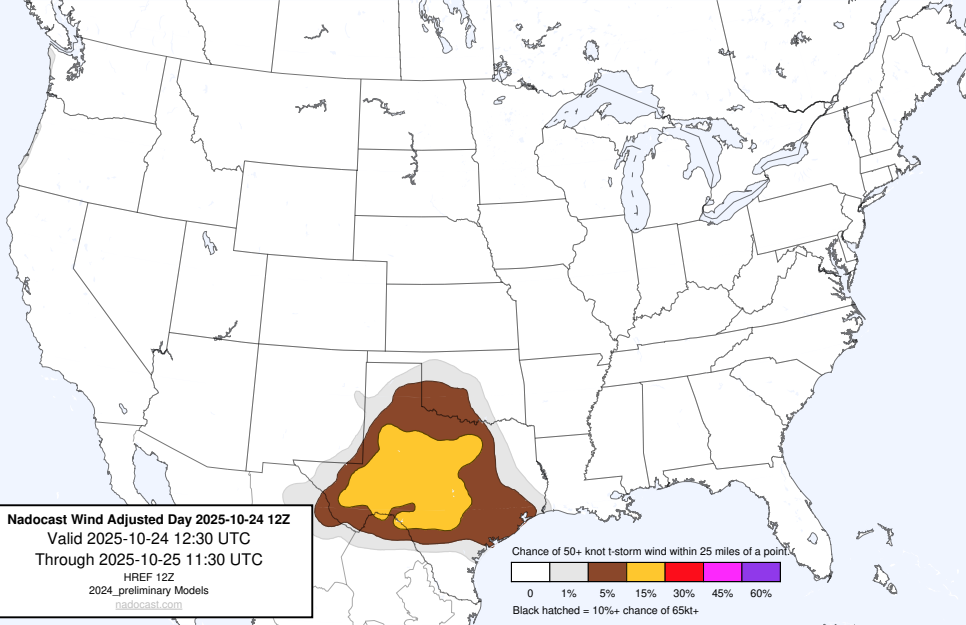 Nadocast Wind Adjusted Day 2025-10-24 12Z
Valid 2025-10-24 12:30 UTC
Through 2025-10-25 11:30 UTC
HREF 12Z
2024_preliminary Models
nadocast.com
Chance of 50+ knot t-storm wind within 25 miles of a point.
0 1% 5% 15% 30% 45% 60%
Black hatched = 10%+ chance of 65kt+